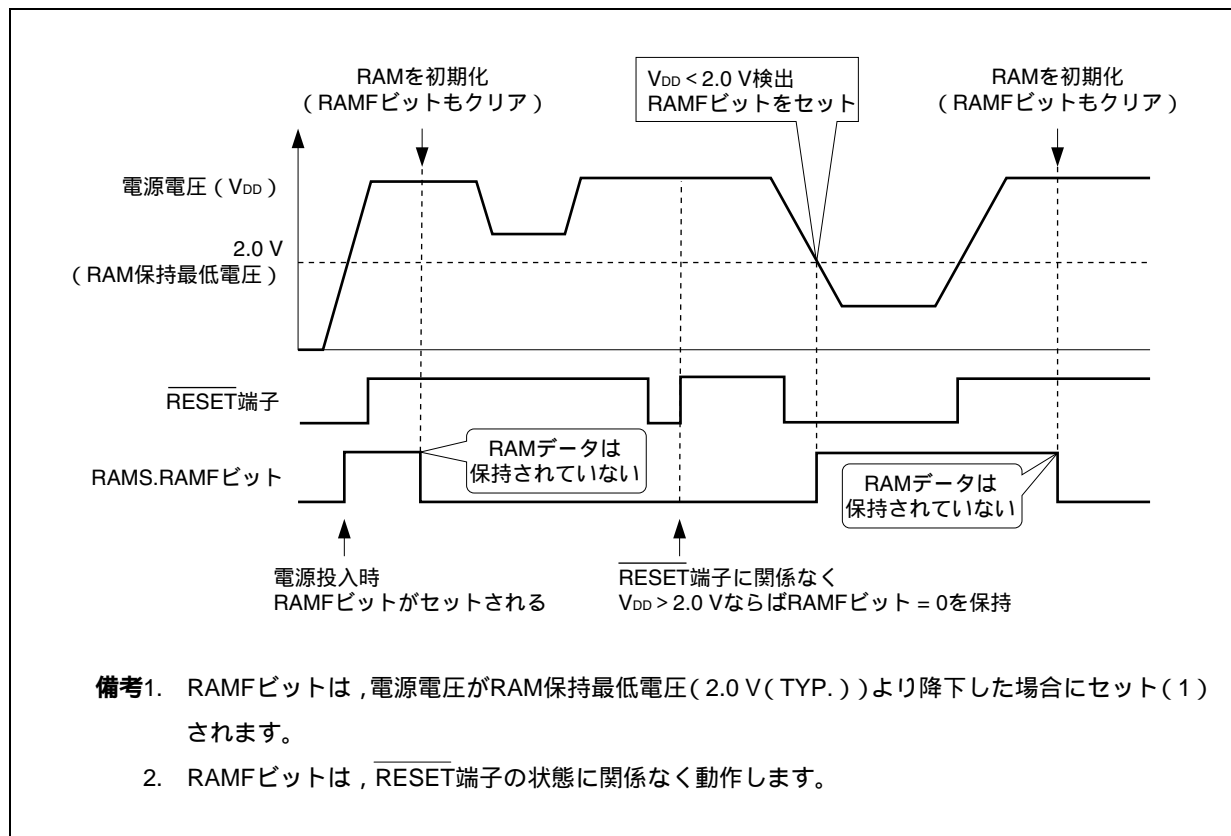 RAMを初期化
（RAMFビットもクリア）
VDD < 2.0 V検出
RAMFビットをセット
RAMを初期化
（RAMFビットもクリア）
電源電圧（VDD）
2.0 V
（RAM保持最低電圧）
RESET端子
RAMS.RAMFビット
RAMデータは
保持されていない
RAMデータは
保持されていない
電源投入時
RAMFビットがセットされる
RESET端子に関係なく
VDD > 2.0 VならばRAMFビット = 0を保持
備考1. RAMFビットは，電源電圧がRAM保持最低電圧（2.0 V（TYP.））より降下した場合にセット（1）
されます。
2. RAMFビットは，RESET端子の状態に関係なく動作します。